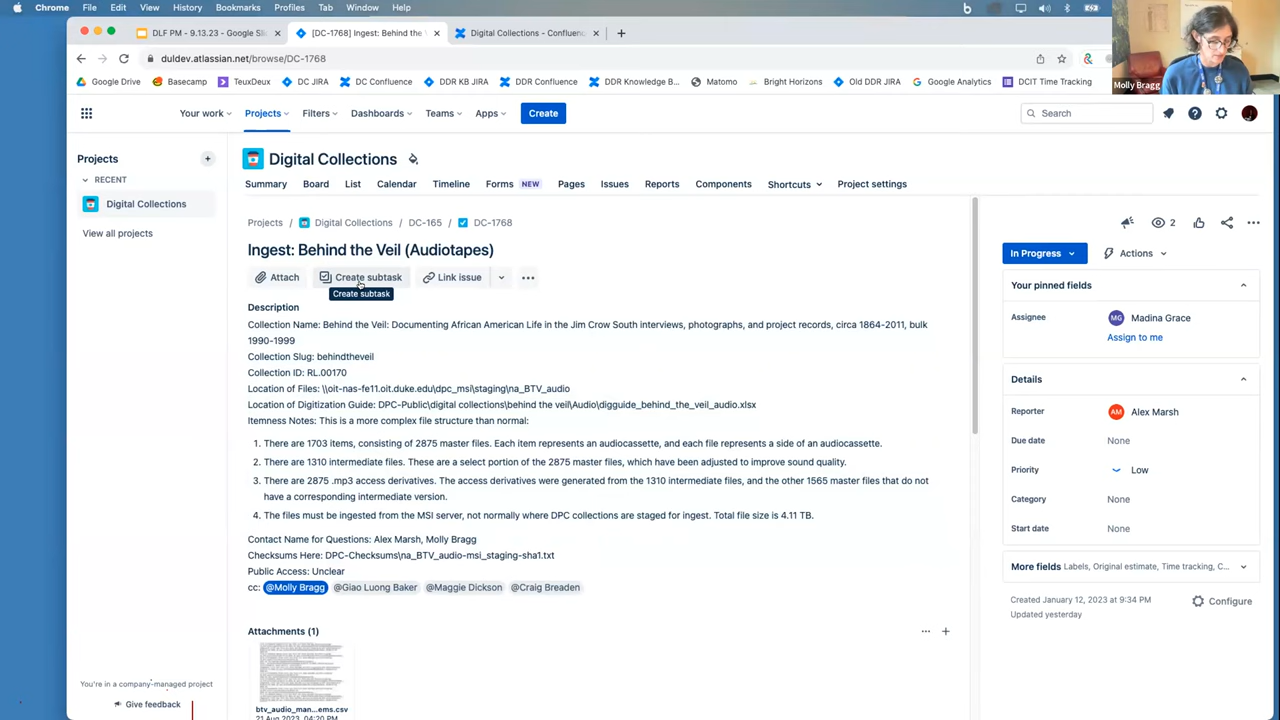 Chrome File Edit View History Bookmarks Profiles Tab Window Help
DLF PM - 9.13.23 - Google Sli
[DC-1768] Ingest: Behind the V
Digital Collections - Confluenc
duldev.atlassian.net/browse/DC-1768
Google Drive Basecamp TeuxDeux DC JIRA DC Confluence DDR KB JIRA DDR Confluence DDR Knowledge B... Matomo Bright Horizons Old DDR JIRA Google Analytics DCIT Time Tracking
Molly Bragg
Your work Projects Filters Dashboards Teams Apps Create
Search
Projects
RECENT
Digital Collections
View all projects
Digital Collections
Summary Board List Calendar Timeline Forms NEW Pages Issues Reports Components Shortcuts Project settings
Projects / Digital Collections / DC-165 / DC-1768
2
Ingest: Behind the Veil (Audiotapes)
Attach Create subtask Link issue
Create subtask
Description
Collection Name: Behind the Veil: Documenting African American Life in the Jim Crow South interviews, photographs, and project records, circa 1864-2011, bulk
1990-1999
Collection Slug: behindtheveil
Collection ID: RL.00170
Location of Files: \\oit-nas-fe11.oit.duke.edu\dpc_msi\staging\na_BTV_audio
Location of Digitization Guide: DPC-Public\digital collections\behind the veil\Audio\digguide_behind_the_veil_audio.xlsx
Itemness Notes: This is a more complex file structure than normal:
1. There are 1703 items, consisting of 2875 master files. Each item represents an audiocassette, and each file represents a side of an audiocassette.
2. There are 1310 intermediate files. These are a select portion of the 2875 master files, which have been adjusted to improve sound quality.
3. There are 2875 .mp3 access derivatives. The access derivatives were generated from the 1310 intermediate files, and the other 1565 master files that do not
have a corresponding intermediate version.
4. The files must be ingested from the MSI server, not normally where DPC collections are staged for ingest. Total file size is 4.11 TB.
Contact Name for Questions: Alex Marsh, Molly Bragg
Checksums Here: DPC-Checksums\na_BTV_audio-msi_staging-sha1.txt
Public Access: Unclear
cc: @Molly Bragg @Giao Luong Baker @Maggie Dickson @Craig Breaden
Attachments (1)
btv_audio_man...ems.csv
21 Aug 2023, 04:20 PM
In Progress Actions
Your pinned fields
Assignee MG Madina Grace
Assign to me
Details
Reporter AM Alex Marsh
Due date None
Priority Low
Category None
Start date None
More fields Labels, Original estimate, Time tracking, C...
Created January 12, 2023 at 9:34 PM
Updated yesterday
Configure
You're in a company-managed project
Give feedback